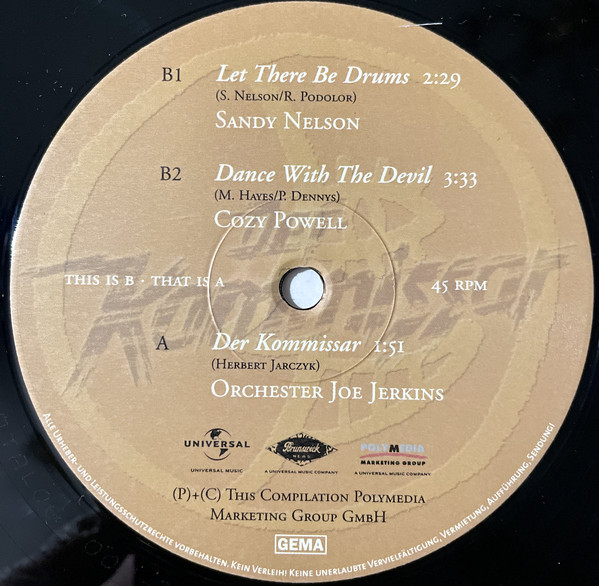 B1 Let There Be Drums 2:29
(S. Nelson/R. Podolor)
Sandy Nelson
B2 Dance With The Devil 3:33
(M. Hayes/P. Dennys)
Cozy Powell
Der
Kommissar
THIS IS B · THAT IS A 45 RPM
A Der Kommissar 1:51
(Herbert Jarczyk)
Orchester Joe Jerkins
UNIVERSAL
UNIVERSAL MUSIC
Brunswick
NEWS
A UNIVERSAL MUSIC COMPANY
POLYMEDIA
MARKETING GROUP
A UNIVERSAL MUSIC COMPANY
(P)+(C) This Compilation Polymedia
Marketing Group GmbH
GEMA
Alle Urheber- und Leistungsschutzrechte vorbehalten. Kein Verleih! Keine unerlaubte Vervielfältigung, Vermietung, Aufführung, Sendung!